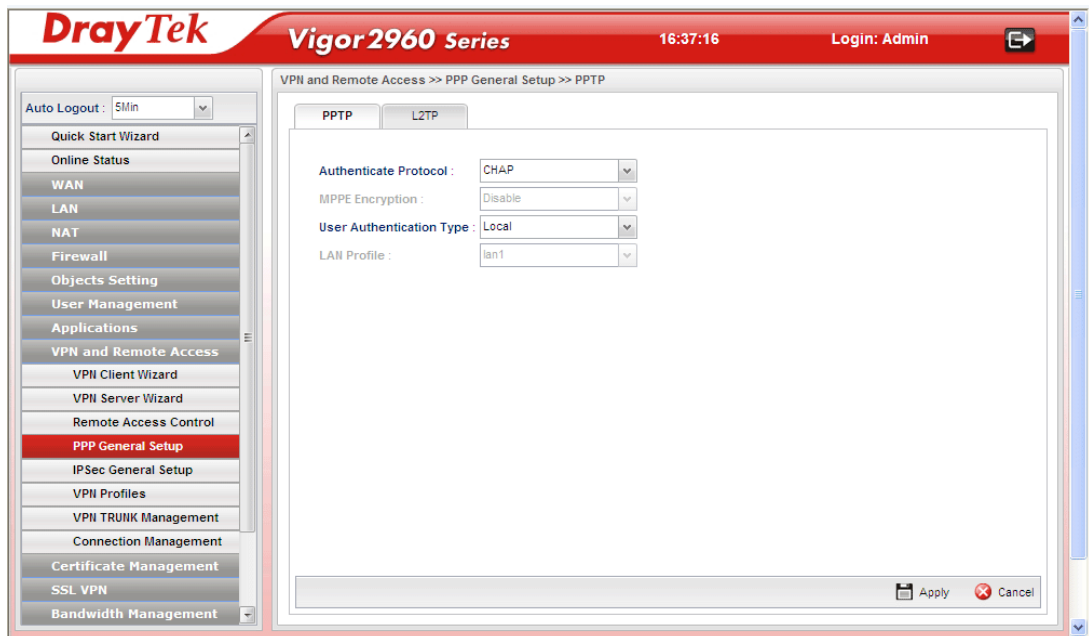 DrayTek
Vigor2960 Series
16:37:16
Login: Admin
Auto Logout : 5Min
Quick Start Wizard
Online Status
WAN
LAN
NAT
Firewall
Objects Setting
User Management
Applications
VPN and Remote Access
VPN Client Wizard
VPN Server Wizard
Remote Access Control
PPP General Setup
IPSec General Setup
VPN Profiles
VPN TRUNK Management
Connection Management
Certificate Management
SSL VPN
Bandwidth Management
VPN and Remote Access >> PPP General Setup >> PPTP
PPTP
L2TP
Authenticate Protocol : CHAP
MPPE Encryption : Disable
User Authentication Type : Local
LAN Profile : lan1
Apply
Cancel